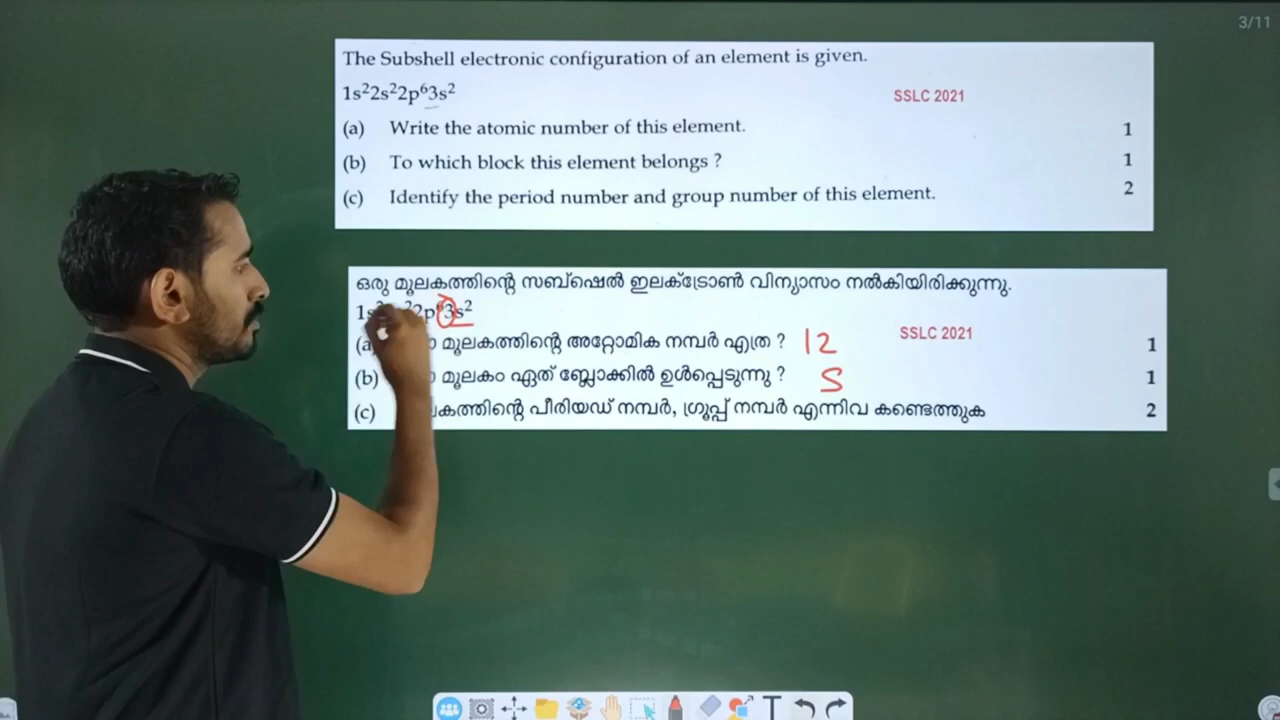 3/11
The Subshell electronic configuration of an element is given.
1s²2s²2p⁶3s²
SSLC 2021
(a) Write the atomic number of this element. 1
(b) To which block this element belongs ? 1
(c) Identify the period number and group number of this element. 2
ഒരു മൂലകത്തിന്റെ സബ്ഷെൽ ഇലക്ട്രോൺ വിന്യാസം നൽകിയിരിക്കുന്നു.
1s² 2p⁶3s²
(a) മൂലകത്തിന്റെ അറ്റോമിക നമ്പർ എത്ര ? 12 SSLC 2021 1
(b) മൂലകം ഏത് ബ്ലോക്കിൽ ഉൾപ്പെടുന്നു ? S 1
(c) പീരിയഡ് നമ്പർ, ഗ്രൂപ്പ് നമ്പർ എന്നിവ കണ്ടെത്തുക 2
T